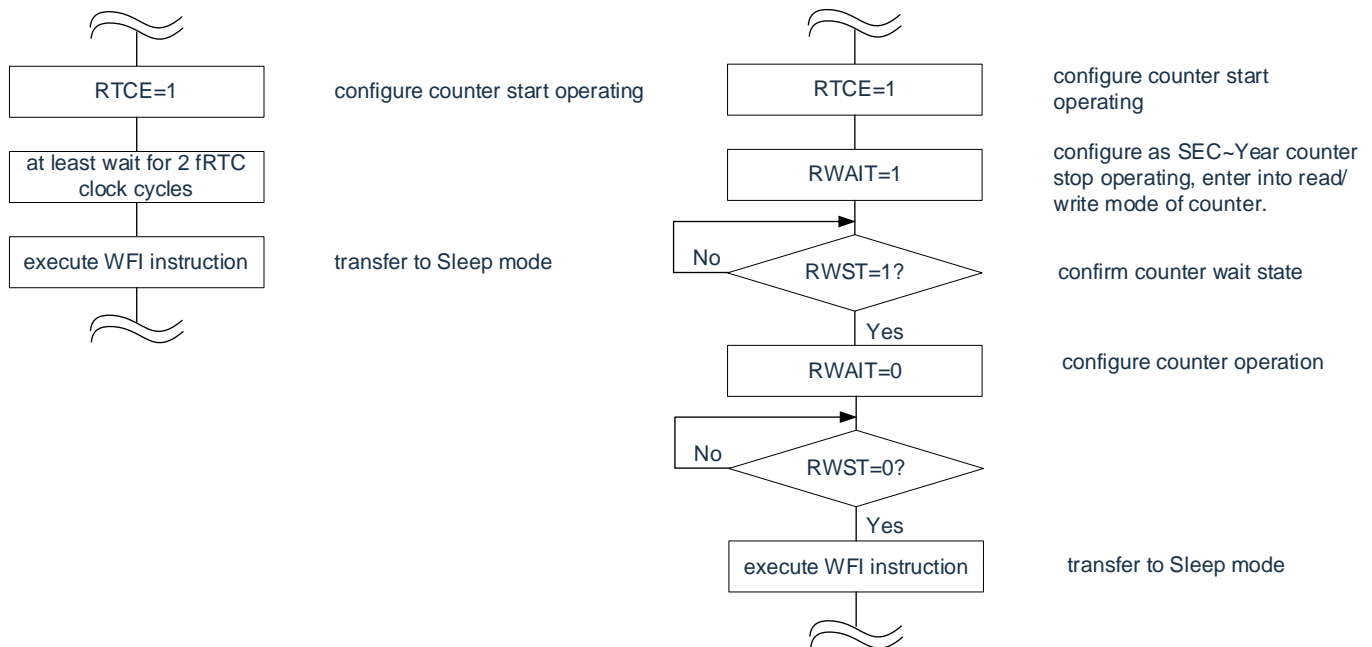 RTCE=1
configure counter start operating
at least wait for 2 fRTC
clock cycles
execute WFI instruction
transfer to Sleep mode
RTCE=1
configure counter start
operating
RWAIT=1
configure as SEC~Year counter
stop operating, enter into read/
write mode of counter.
No
RWST=1?
confirm counter wait state
Yes
RWAIT=0
configure counter operation
No
RWST=0?
Yes
execute WFI instruction
transfer to Sleep mode